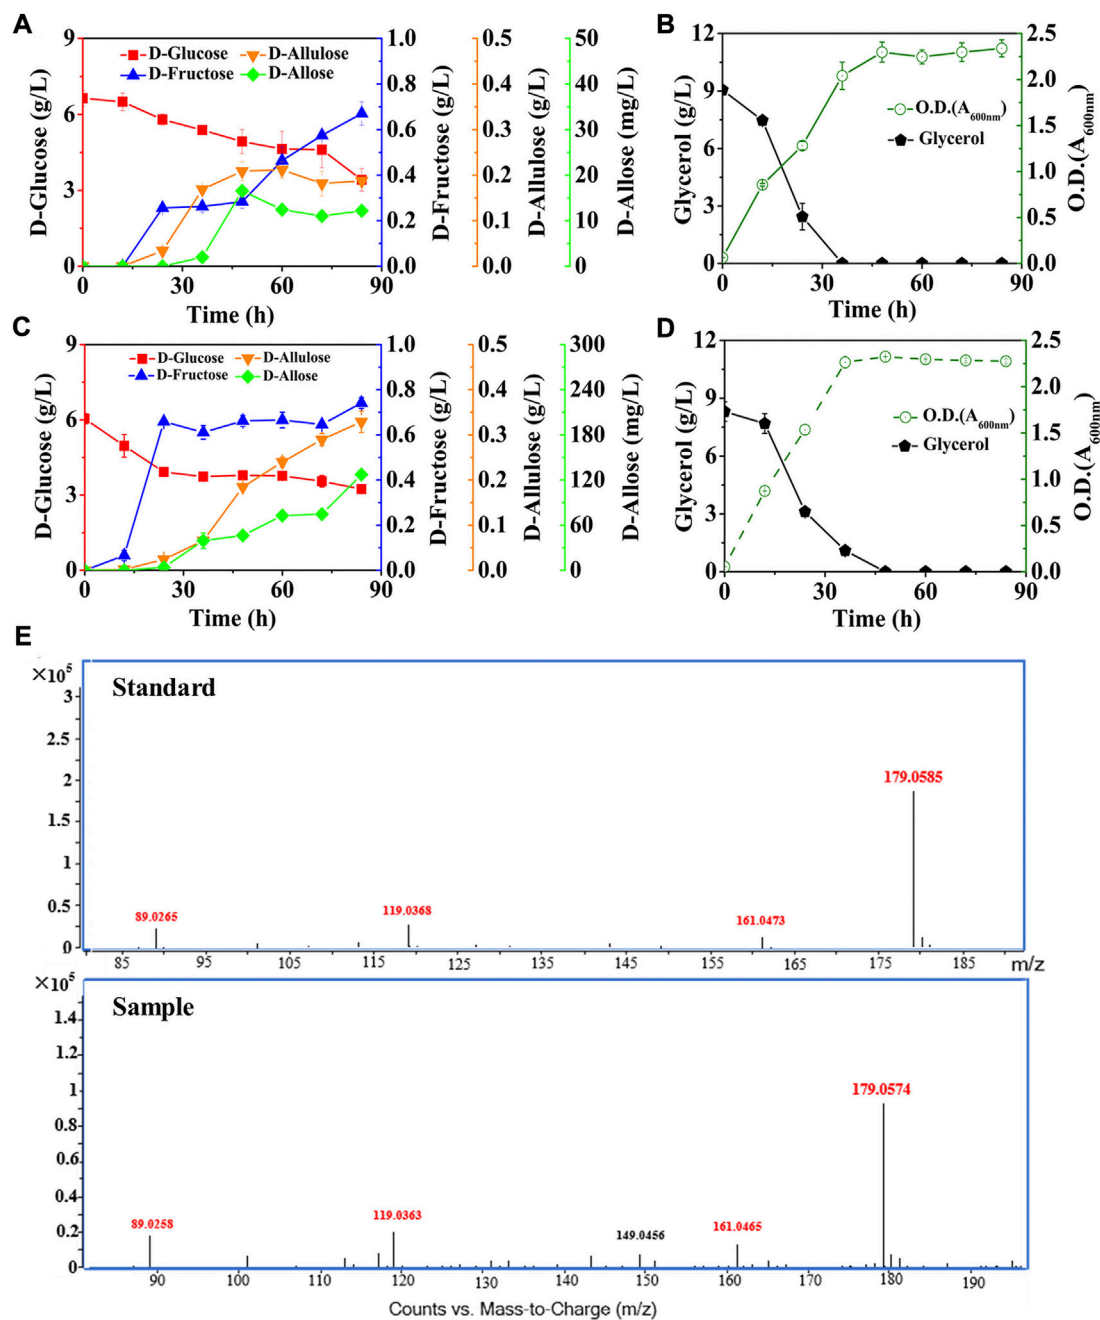 A
D-Glucose D-Allulose
D-Fructose D-Allose
9
6
3
0
D-Glucose (g/L)
0 30 60 90
Time (h)
1.0
0.8
0.6
0.4
0.2
0.0
D-Fructose (g/L)
0.5
0.4
0.3
0.2
0.1
0.0
D-Allulose (g/L)
50
40
30
20
10
0
D-Allose (mg/L)
B
12
9
6
3
0
Glycerol (g/L)
O.D.(A600nm)
Glycerol
0 30 60 90
Time (h)
2.5
2.0
1.5
1.0
0.5
0.0
O.D.(A600nm)
C
D-Glucose D-Allulose
D-Fructose D-Allose
9
6
3
0
D-Glucose (g/L)
0 30 60 90
Time (h)
1.0
0.8
0.6
0.4
0.2
0.0
D-Fructose (g/L)
0.5
0.4
0.3
0.2
0.1
0.0
D-Allulose (g/L)
300
240
180
120
60
0
D-Allose (mg/L)
D
12
9
6
3
0
Glycerol (g/L)
O.D.(A600nm)
Glycerol
0 30 60 90
Time (h)
2.5
2.0
1.5
1.0
0.5
0.0
O.D.(A600nm)
E
×10⁵
Standard
3
2.5
2
1.5
1
0.5
0
89.0265
119.0368
161.0473
179.0585
85 95 105 115 125 135 145 155 165 175 185 m/z
×10⁵
Sample
1.4
1.2
1
0.8
0.6
0.4
0.2
0
89.0258
119.0363
149.0456
161.0465
179.0574
90 100 110 120 130 140 150 160 170 180 190
Counts vs. Mass-to-Charge (m/z)